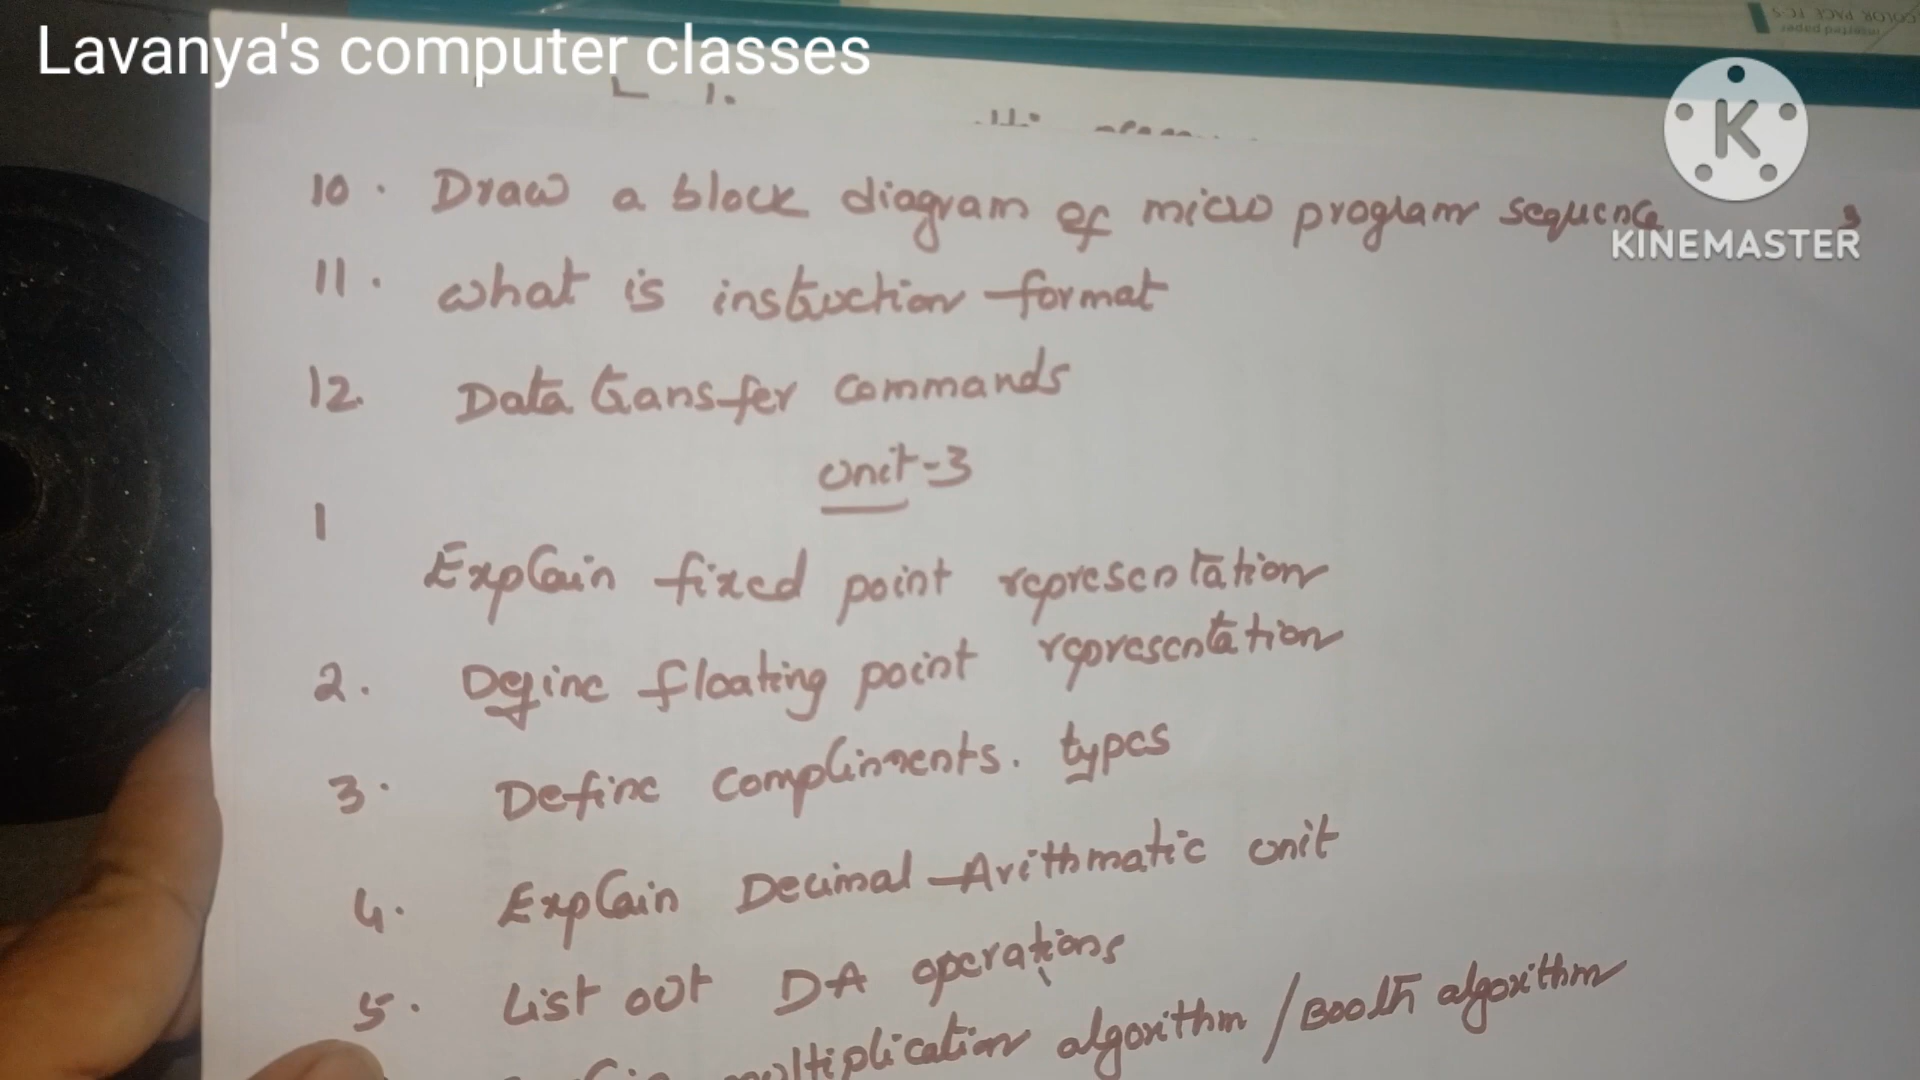 Lavanya's computer classes
10. Draw a block diagram of micro program sequence
KINEMASTER
11. what is instruction format
12. Data transfer commands
unit-3
1
Explain fixed point representation
2. Define floating point representation
3. Define Compliments. types
4. Explain Decimal Arithmatic unit
5. List out DA operations
multiplication algorithm / Booth algorithm